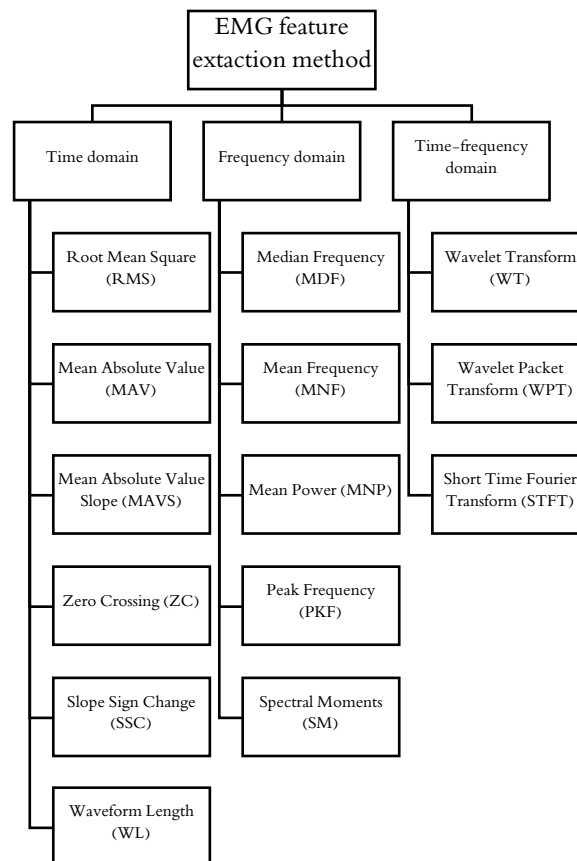 EMG feature
extaction method
Time domain
Frequency domain
Time-frequency
domain
Root Mean Square
(RMS)
Mean Absolute Value
(MAV)
Mean Absolute Value
Slope (MAVS)
Zero Crossing (ZC)
Slope Sign Change
(SSC)
Waveform Length
(WL)
Median Frequency
(MDF)
Mean Frequency
(MNF)
Mean Power (MNP)
Peak Frequency
(PKF)
Spectral Moments
(SM)
Wavelet Transform
(WT)
Wavelet Packet
Transform (WPT)
Short Time Fourier
Transform (STFT)